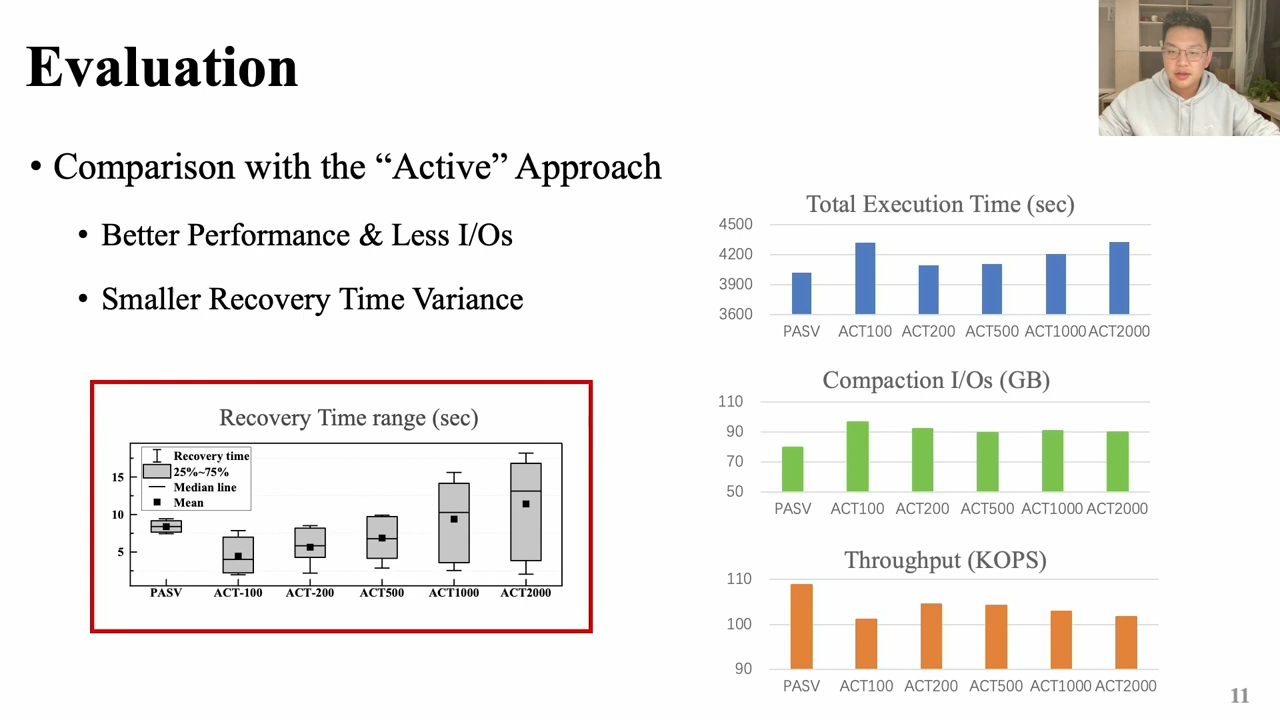 Evaluation
• Comparison with the “Active” Approach
• Better Performance & Less I/Os
• Smaller Recovery Time Variance
Recovery Time range (sec)
Recovery time
25%~75%
Median line
Mean
15
10
5
PASV ACT-100 ACT-200 ACT500 ACT1000 ACT2000
Total Execution Time (sec)
4500
4200
3900
3600
PASV ACT100 ACT200 ACT500 ACT1000 ACT2000
Compaction I/Os (GB)
110
90
70
50
PASV ACT100 ACT200 ACT500 ACT1000 ACT2000
Throughput (KOPS)
110
100
90
PASV ACT100 ACT200 ACT500 ACT1000 ACT2000
11